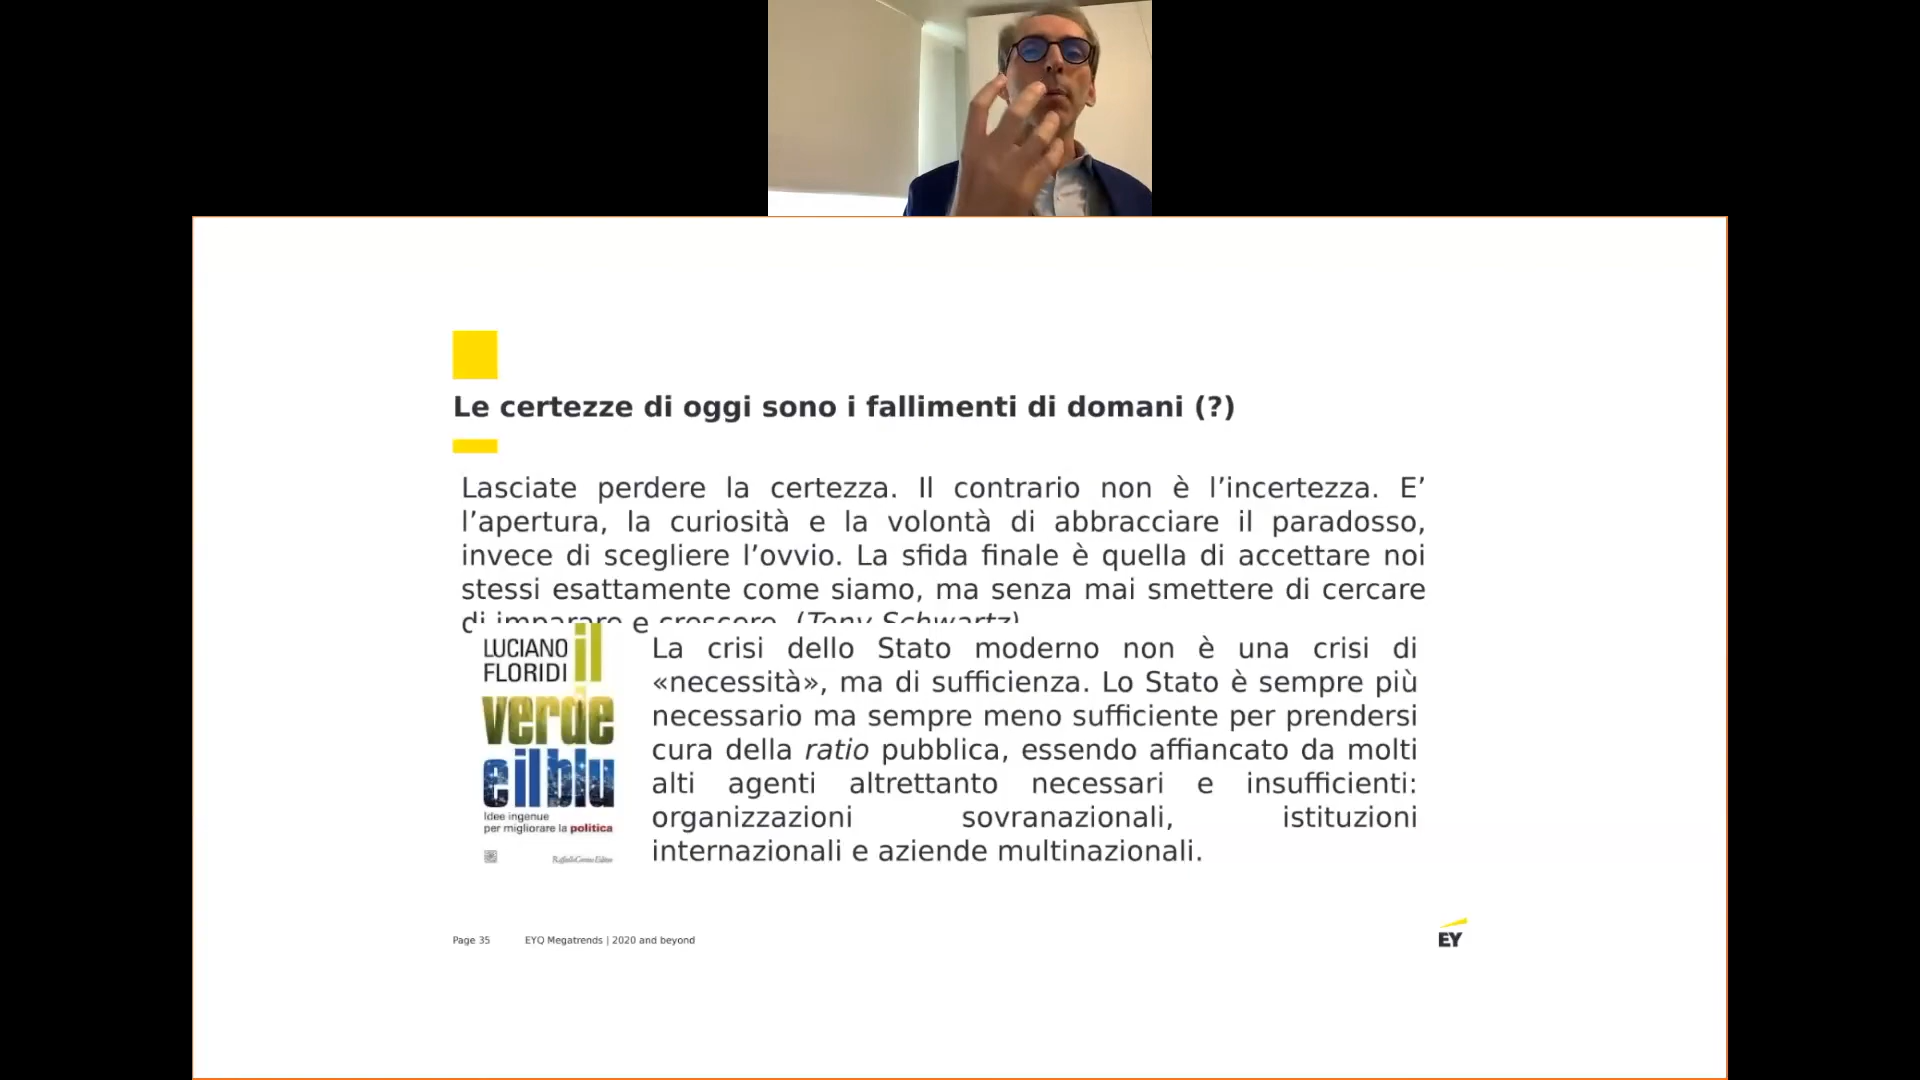 Le certezze di oggi sono i fallimenti di domani (?)
Lasciate perdere la certezza. Il contrario non è l’incertezza. E’
l’apertura, la curiosità e la volontà di abbracciare il paradosso,
invece di scegliere l’ovvio. La sfida finale è quella di accettare noi
stessi esattamente come siamo, ma senza mai smettere di cercare
di imparare e crescere. (Tony Schwartz)
LUCIANO
FLORIDI
il
verde
e il blu
Idee ingenue
per migliorare la politica
Raffaello Cortina Editore
La crisi dello Stato moderno non è una crisi di
«necessità», ma di sufficienza. Lo Stato è sempre più
necessario ma sempre meno sufficiente per prendersi
cura della ratio pubblica, essendo affiancato da molti
alti agenti altrettanto necessari e insufficienti:
organizzazioni sovranazionali, istituzioni
internazionali e aziende multinazionali.
Page 35 EYQ Megatrends | 2020 and beyond
EY